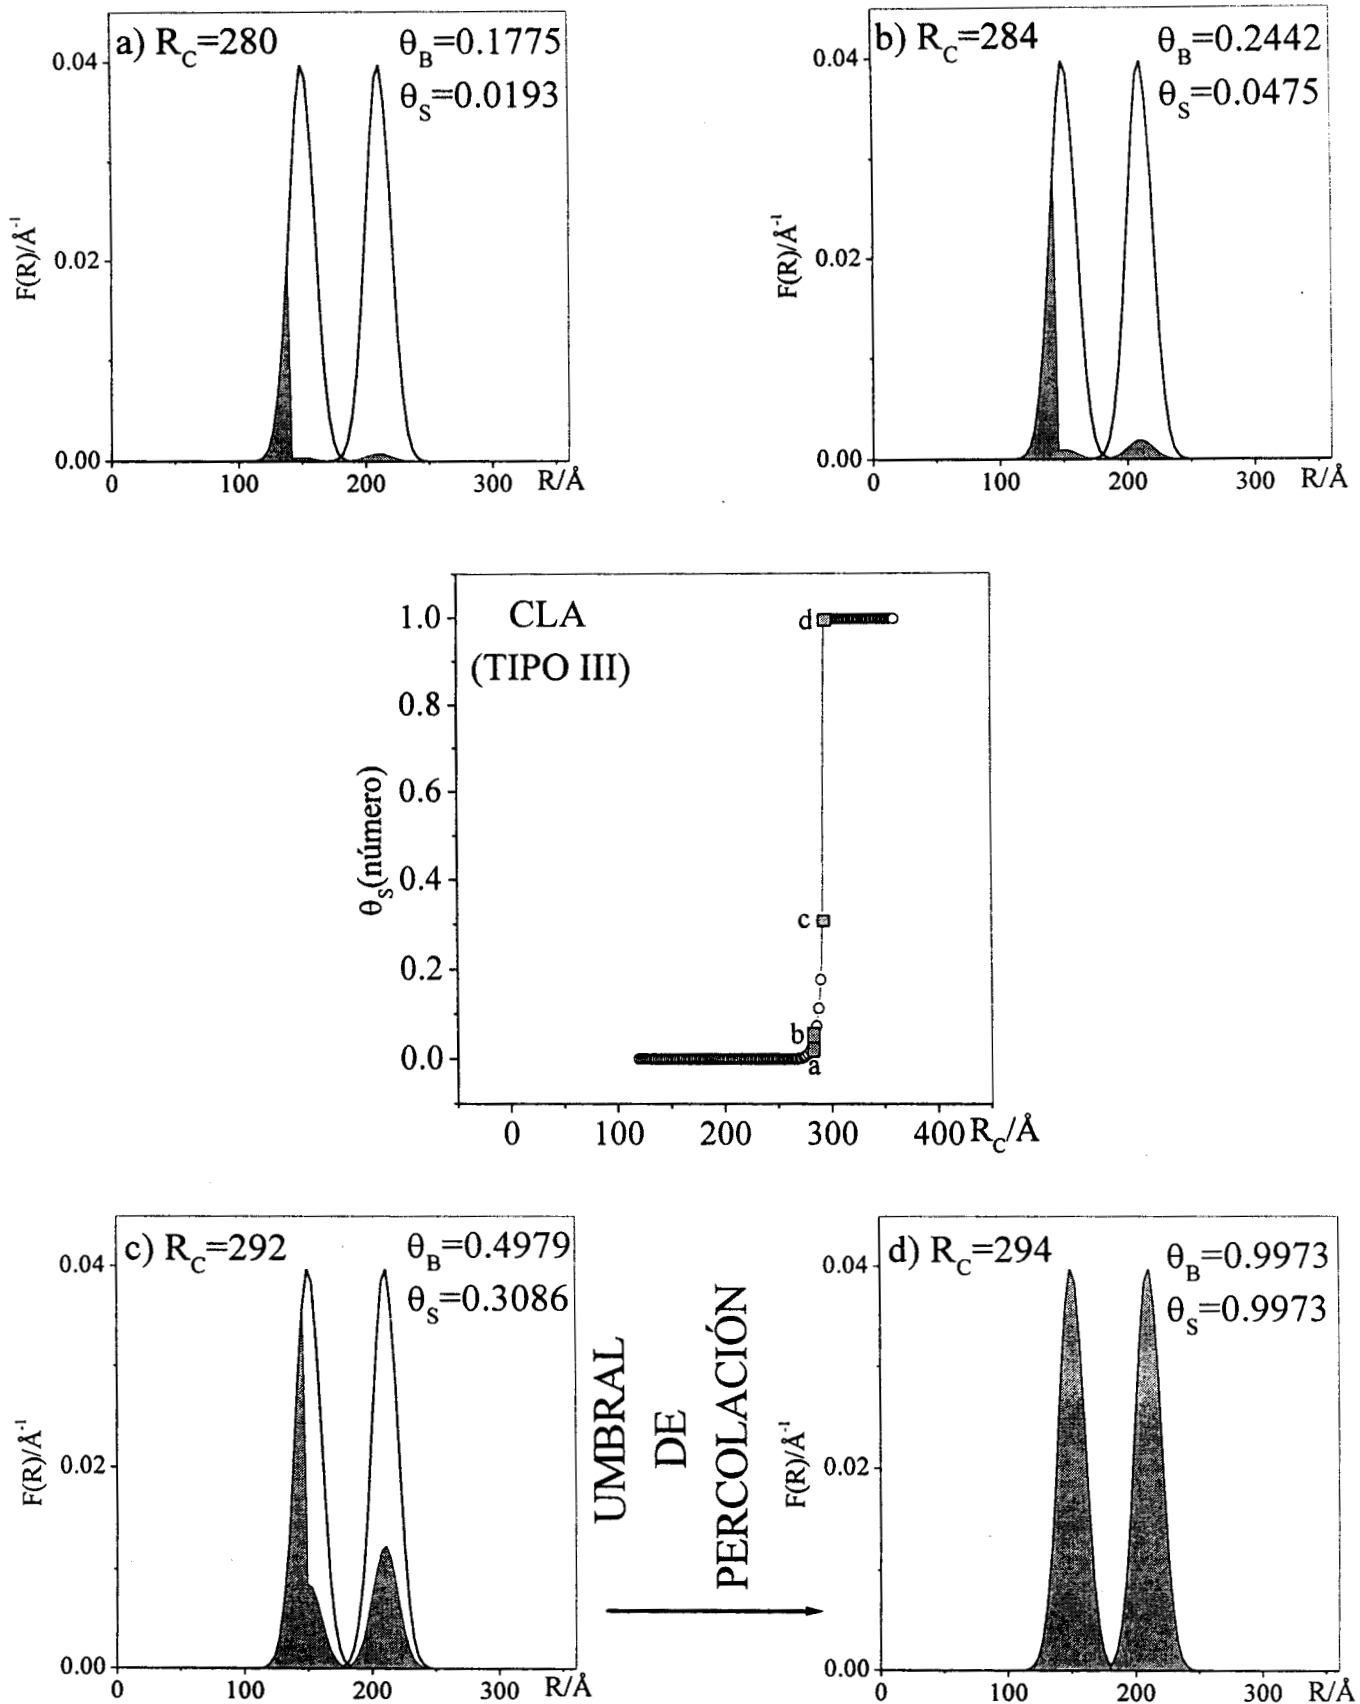 a) R_C=280
θ_B=0.1775
θ_S=0.0193
0.04
0.02
0.00
F(R)/Å⁻¹
0 100 200 300 R/Å
b) R_C=284
θ_B=0.2442
θ_S=0.0475
0.04
0.02
0.00
F(R)/Å⁻¹
0 100 200 300 R/Å
CLA
(TIPO III)
1.0
0.8
0.6
0.4
0.2
0.0
θ_S(número)
d
c
b
a
0 100 200 300 400 R_C/Å
c) R_C=292
θ_B=0.4979
θ_S=0.3086
0.04
0.02
0.00
F(R)/Å⁻¹
0 100 200 300 R/Å
UMBRAL
DE
PERCOLACIÓN
d) R_C=294
θ_B=0.9973
θ_S=0.9973
0.04
0.02
0.00
F(R)/Å⁻¹
0 100 200 300 R/Å